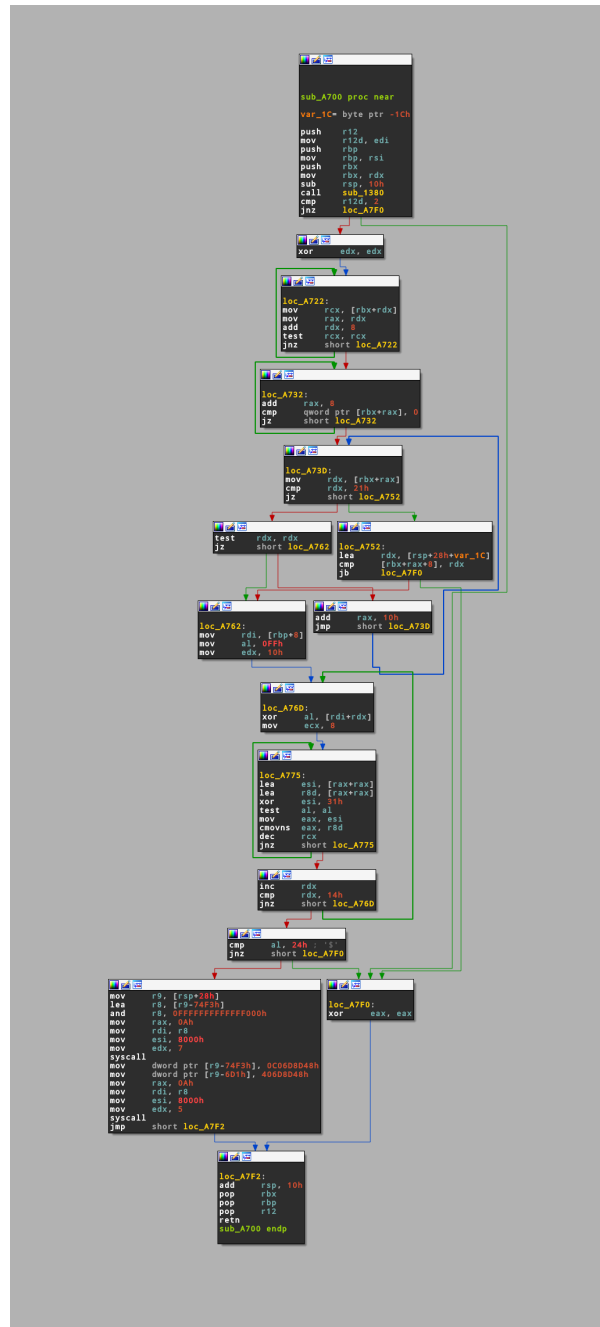 sub_A700 proc near
var_1C= byte ptr -1Ch
push r12
mov r12d, edi
push rbp
mov rbp, rsi
push rbx
mov rbx, rdx
sub rsp, 10h
call sub_1380
cmp r12d, 2
jnz loc_A7F0
xor edx, edx
loc_A722:
mov rcx, [rbx+rdx]
mov rax, rdx
add rdx, 8
test rcx, rcx
jnz short loc_A722
loc_A732:
add rax, 8
cmp qword ptr [rbx+rax], 0
jz short loc_A732
loc_A73D:
mov rdx, [rbx+rax]
cmp rdx, 21h
jz short loc_A752
test rdx, rdx
jz short loc_A762
loc_A752:
lea rdx, [rsp+28h+var_1C]
cmp [rbx+rax+8], rdx
jb loc_A7F0
loc_A762:
mov rdi, [rbp+8]
mov al, 0FFh
mov edx, 10h
add rax, 10h
jmp short loc_A73D
loc_A76D:
xor al, [rdi+rdx]
mov ecx, 8
loc_A775:
lea esi, [rax+rax]
lea r8d, [rax+rax]
xor esi, 31h
test al, al
mov eax, esi
cmovns eax, r8d
dec rcx
jnz short loc_A775
inc rdx
cmp rdx, 14h
jnz short loc_A76D
cmp al, 24h ; '$'
jnz short loc_A7F0
mov r9, [rsp+28h]
lea r8, [r9-74F3h]
and r8, 0FFFFFFFFFFFFF000h
mov rax, 0Ah
mov rdi, r8
mov esi, 8000h
mov edx, 7
syscall
mov dword ptr [r9-74F3h], 0C06D8D48h
mov dword ptr [r9-6D1h], 406D8D48h
mov rax, 0Ah
mov rdi, r8
mov esi, 8000h
mov edx, 5
syscall
jmp short loc_A7F2
loc_A7F0:
xor eax, eax
loc_A7F2:
add rsp, 10h
pop rbx
pop rbp
pop r12
retn
sub_A700 endp